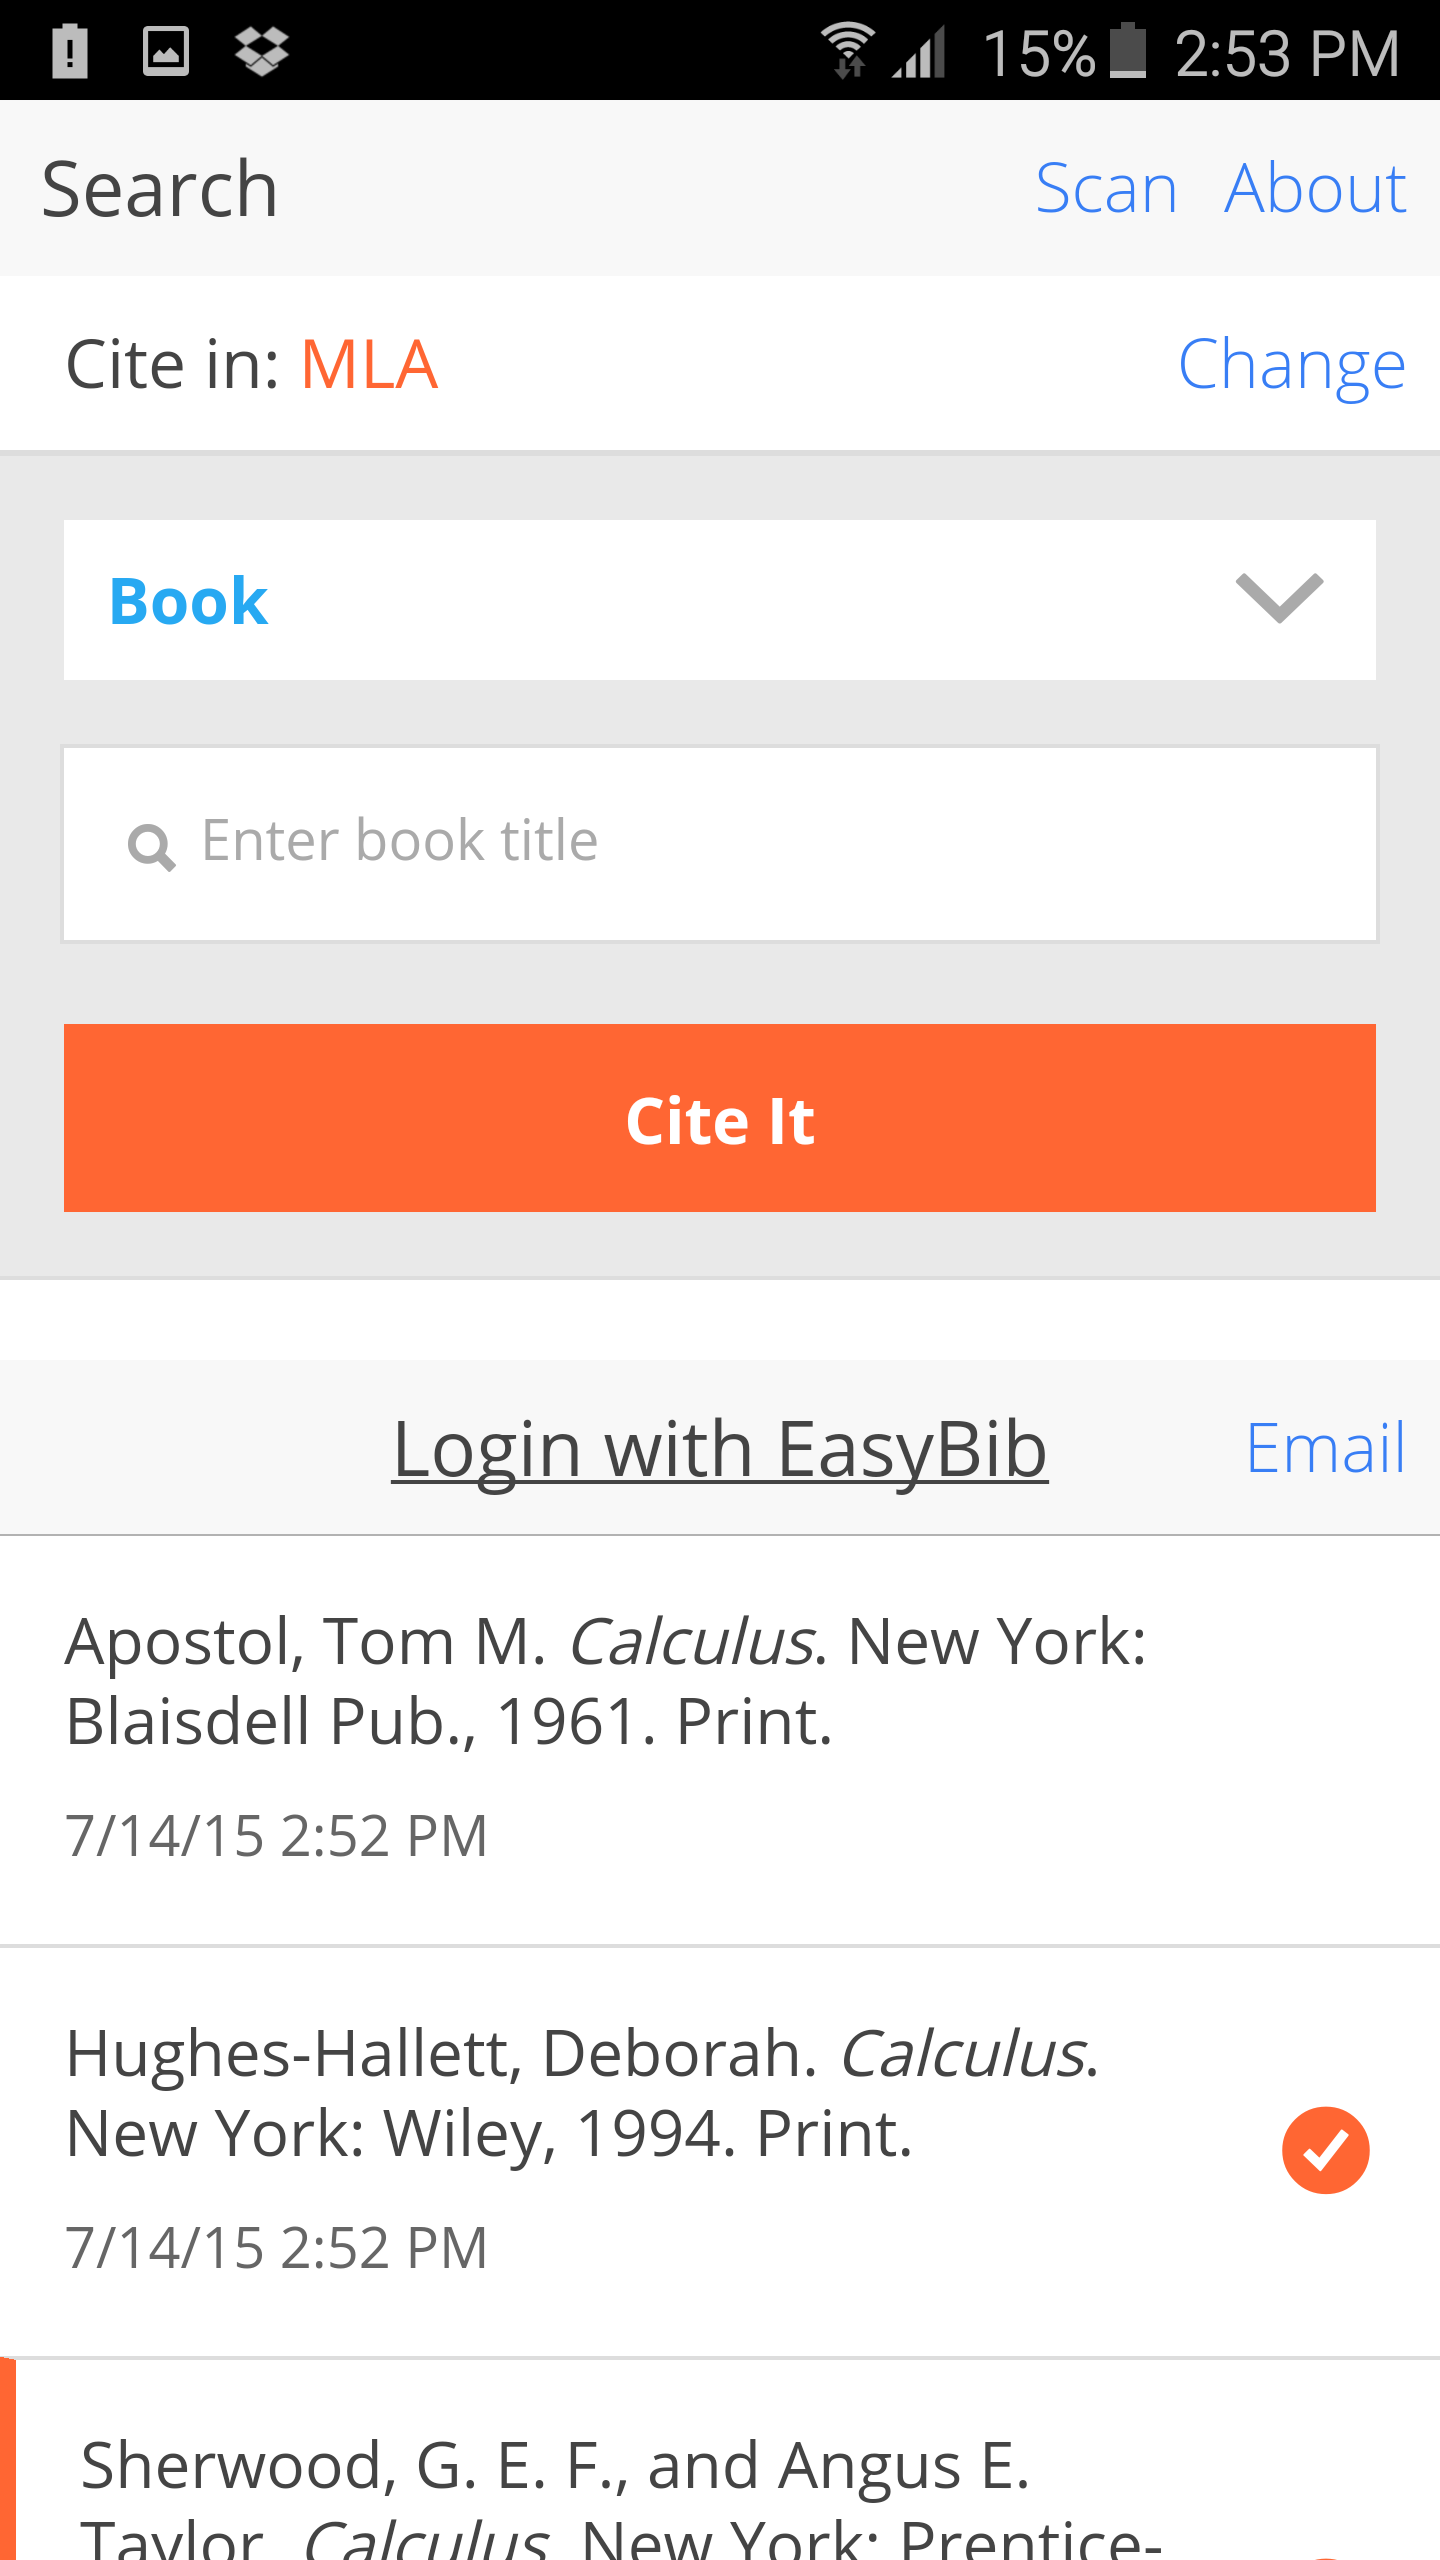 15% 2:53 PM
Search Scan About
Cite in: MLA Change
Book
Enter book title
Cite It
Login with EasyBib Email
Apostol, Tom M. Calculus. New York:
Blaisdell Pub., 1961. Print.
7/14/15 2:52 PM
Hughes-Hallett, Deborah. Calculus.
New York: Wiley, 1994. Print.
7/14/15 2:52 PM
Sherwood, G. E. F., and Angus E.
Taylor. Calculus. New York: Prentice-